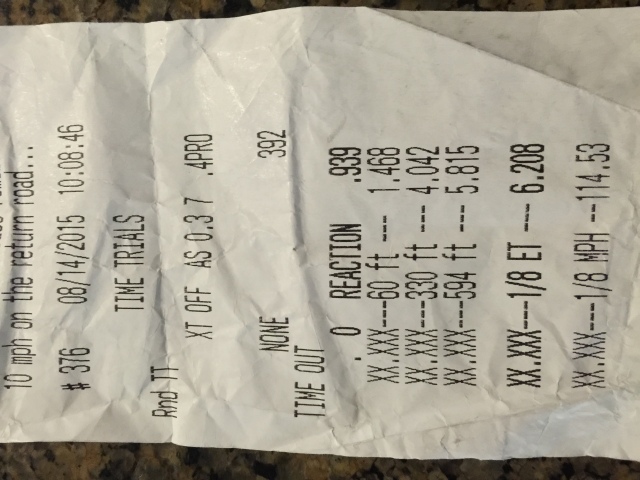 10 mph on the return road...
# 376 08/14/2015 10:08:46
TIME TRIALS
Rnd TT
XT OFF AS 0.3 7 .4PRO
NONE 392
TIME OUT
. 0 REACTION .939
XX.XXX----60 ft --- 1.468
XX.XXX---330 ft --- 4.042
XX.XXX---594 ft --- 5.815
XX.XXX---1/8 ET --- 6.208
XX.XXX---1/8 MPH --114.53